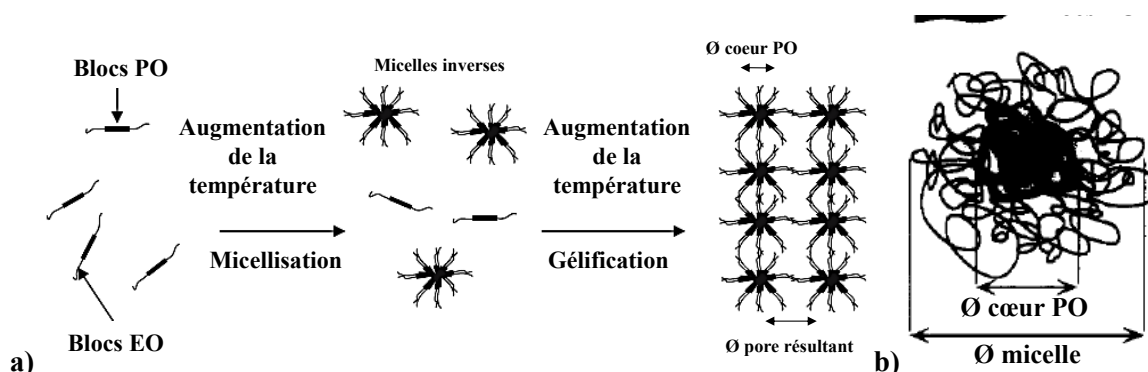 Blocs PO
Augmentation
de la
température
Micellisation
Blocs EO
a)
Micelles inverses
Augmentation
de la
température
Gélification
Ø coeur PO
Ø pore résultant
b)
Ø cœur PO
Ø micelle